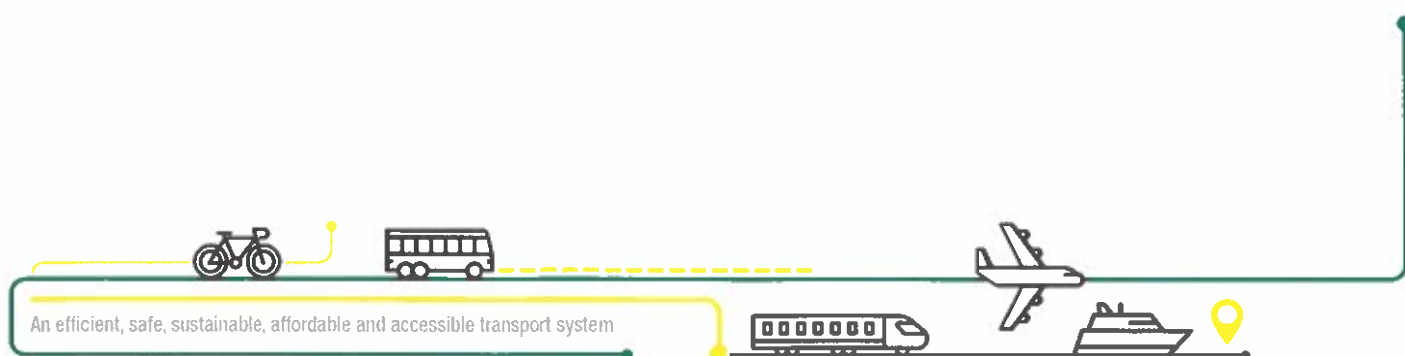 An efficient, safe, sustainable, affordable and accessible transport system